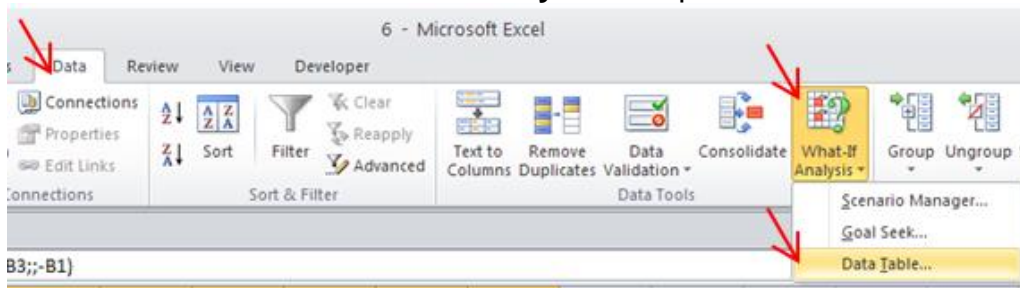 6 - Microsoft Excel
Data Review View Developer
Connections
Properties
Edit Links
Connections
A
Z
Z
A
A Z
Z A
Sort
Filter
Clear
Reapply
Advanced
Sort & Filter
Text to
Columns
Remove
Duplicates
Data
Validation
Consolidate
Data Tools
What-If
Analysis
Group
Ungroup
Scenario Manager...
Goal Seek...
Data Table...
B3;;-B1)